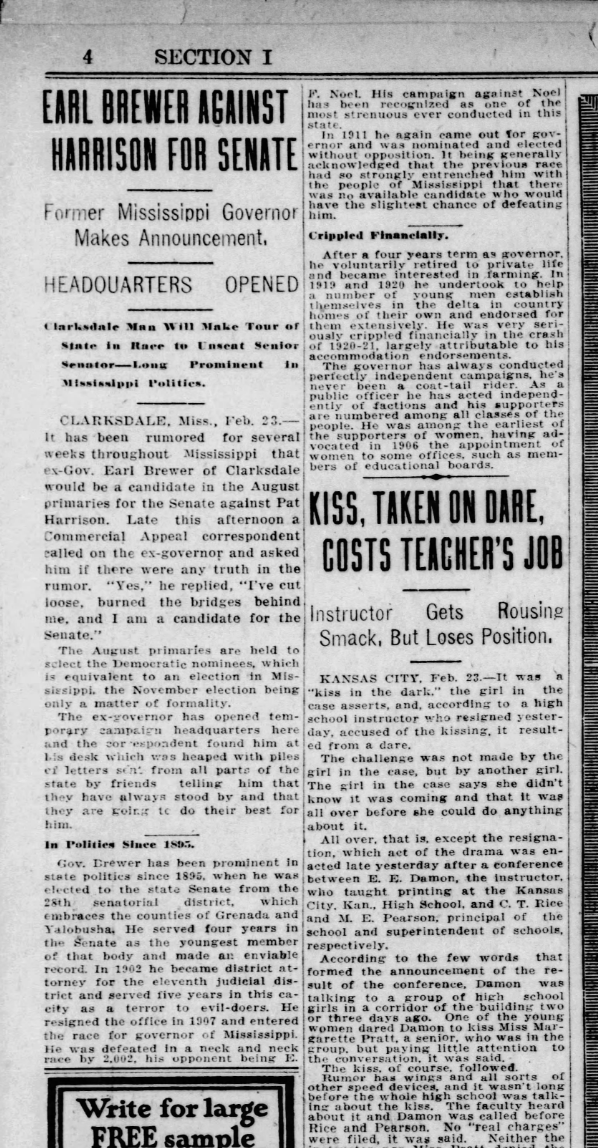 4 SECTION I
EARL BREWER AGAINST
HARRISON FOR SENATE
Former Mississippi Governor
Makes Announcement.
HEADQUARTERS OPENED
Clarksdale Man Will Make Tour of
State in Race to Unseat Senior
Senator—Long Prominent In
Mississippi Politics.
CLARKSDALE, Miss., Feb. 23.—
It has been rumored for several
weeks throughout Mississippi that
ex-Gov. Earl Brewer of Clarksdale
would be a candidate in the August
primaries for the Senate against Pat
Harrison. Late this afternoon a
Commercial Appeal correspondent
called on the ex-governor and asked
him if there were any truth in the
rumor. "Yes," he replied, "I've cut
loose, burned the bridges behind
me, and I am a candidate for the
Senate."
The August primaries are held to
select the Democratic nominees, which
is equivalent to an election in Mis-
sissippi, the November election being
only a matter of formality.
The ex-governor has opened tem-
porary campaign headquarters here
and the correspondent found him at
his desk which was heaped with piles
of letters sent from all parts of the
state by friends telling him that
they have always stood by and that
they are going to do their best for
him.
In Politics Since 1895.
Gov. Brewer has been prominent in
state politics since 1895, when he was
elected to the state Senate from the
28th senatorial district, which
embraces the counties of Grenada and
Yalobusha. He served four years in
the Senate as the youngest member
of that body and made an enviable
record. In 1902 he became district at-
torney for the eleventh judicial dis-
trict and served five years in this ca-
city as a terror to evil-doers. He
resigned the office in 1907 and entered
the race for governor of Mississippi.
He was defeated in a neck and neck
race by 2,002, his opponent being E.
Write for large
FREE sample
F. Noel. His campaign against Noel
has been recognized as one of the
most strenuous ever conducted in this
state.
In 1911 he again came out for gov-
ernor and was nominated and elected
without opposition. It being generally
acknowledged that the previous race
had so strongly entrenched him with
the people of Mississippi that there
was no available candidate who would
have the slightest chance of defeating
him.
Crippled Financially.
After a four years term as governor,
he voluntarily retired to private life
and became interested in farming. In
1919 and 1920 he undertook to help
a number of young men establish
themselves in the delta in country
homes of their own and endorsed for
them extensively. He was very seri-
ously crippled financially in the crash
of 1920-21, largely attributable to his
accommodation endorsements.
The governor has always conducted
perfectly independent campaigns, he's
never been a coat-tail rider. As a
public officer he has acted independ-
ently of factions and his supporters
are numbered among all classes of the
people. He was among the earliest of
the supporters of women, having ad-
vocated in 1906 the appointment of
women to some offices, such as mem-
bers of educational boards.
KISS, TAKEN ON DARE,
COSTS TEACHER'S JOB
Instructor Gets Rousing
Smack, But Loses Position.
KANSAS CITY, Feb. 23.—It was a
"kiss in the dark," the girl in the
case asserts, and, according to a high
school instructor who resigned yester-
day, accused of the kissing, it result-
ed from a dare.
The challenge was not made by the
girl in the case, but by another girl.
The girl in the case says she didn't
know it was coming and that it was
all over before she could do anything
about it.
All over, that is, except the resigna-
tion, which act of the drama was en-
acted late yesterday after a conference
between E. E. Damon, the instructor,
who taught printing at the Kansas
City, Kan., High School, and C. T. Rice
and M. E. Pearson, principal of the
school and superintendent of schools,
respectively.
According to the few words that
formed the announcement of the re-
sult of the conference, Damon was
talking to a group of high school
girls in a corridor of the building two
or three days ago. One of the young
women dared Damon to kiss Miss Mar-
garette Pratt, a senior, who was in the
group, but paying little attention to
the conversation, it was said.
The kiss, of course, followed.
Rumor has wings and all sorts of
other speed devices, and it wasn't long
before the whole high school was talk-
ing about the kiss. The faculty heard
about it and Damon was called before
Rice and Pearson. No "real charges"
were filed, it was said. Neither the